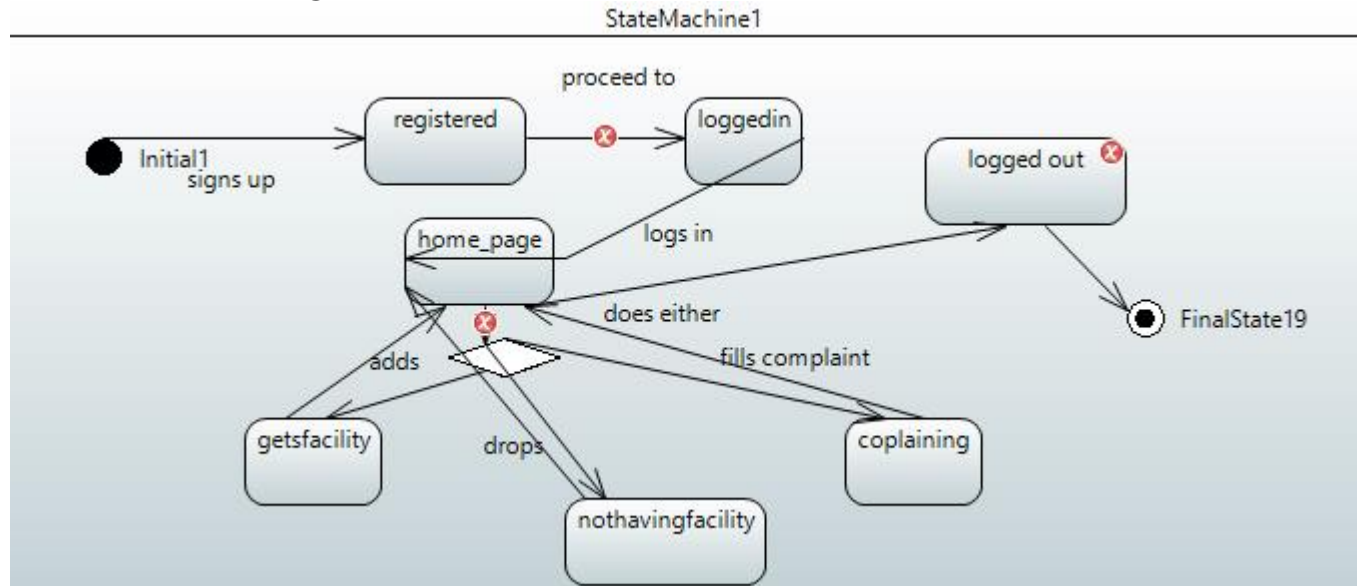 StateMachine1
proceed to
registered
loggedin
Initial1
signs up
logged out
home_page
logs in
does either
FinalState19
adds
fills complaint
getsfacility
drops
coplaining
nothavingfacility